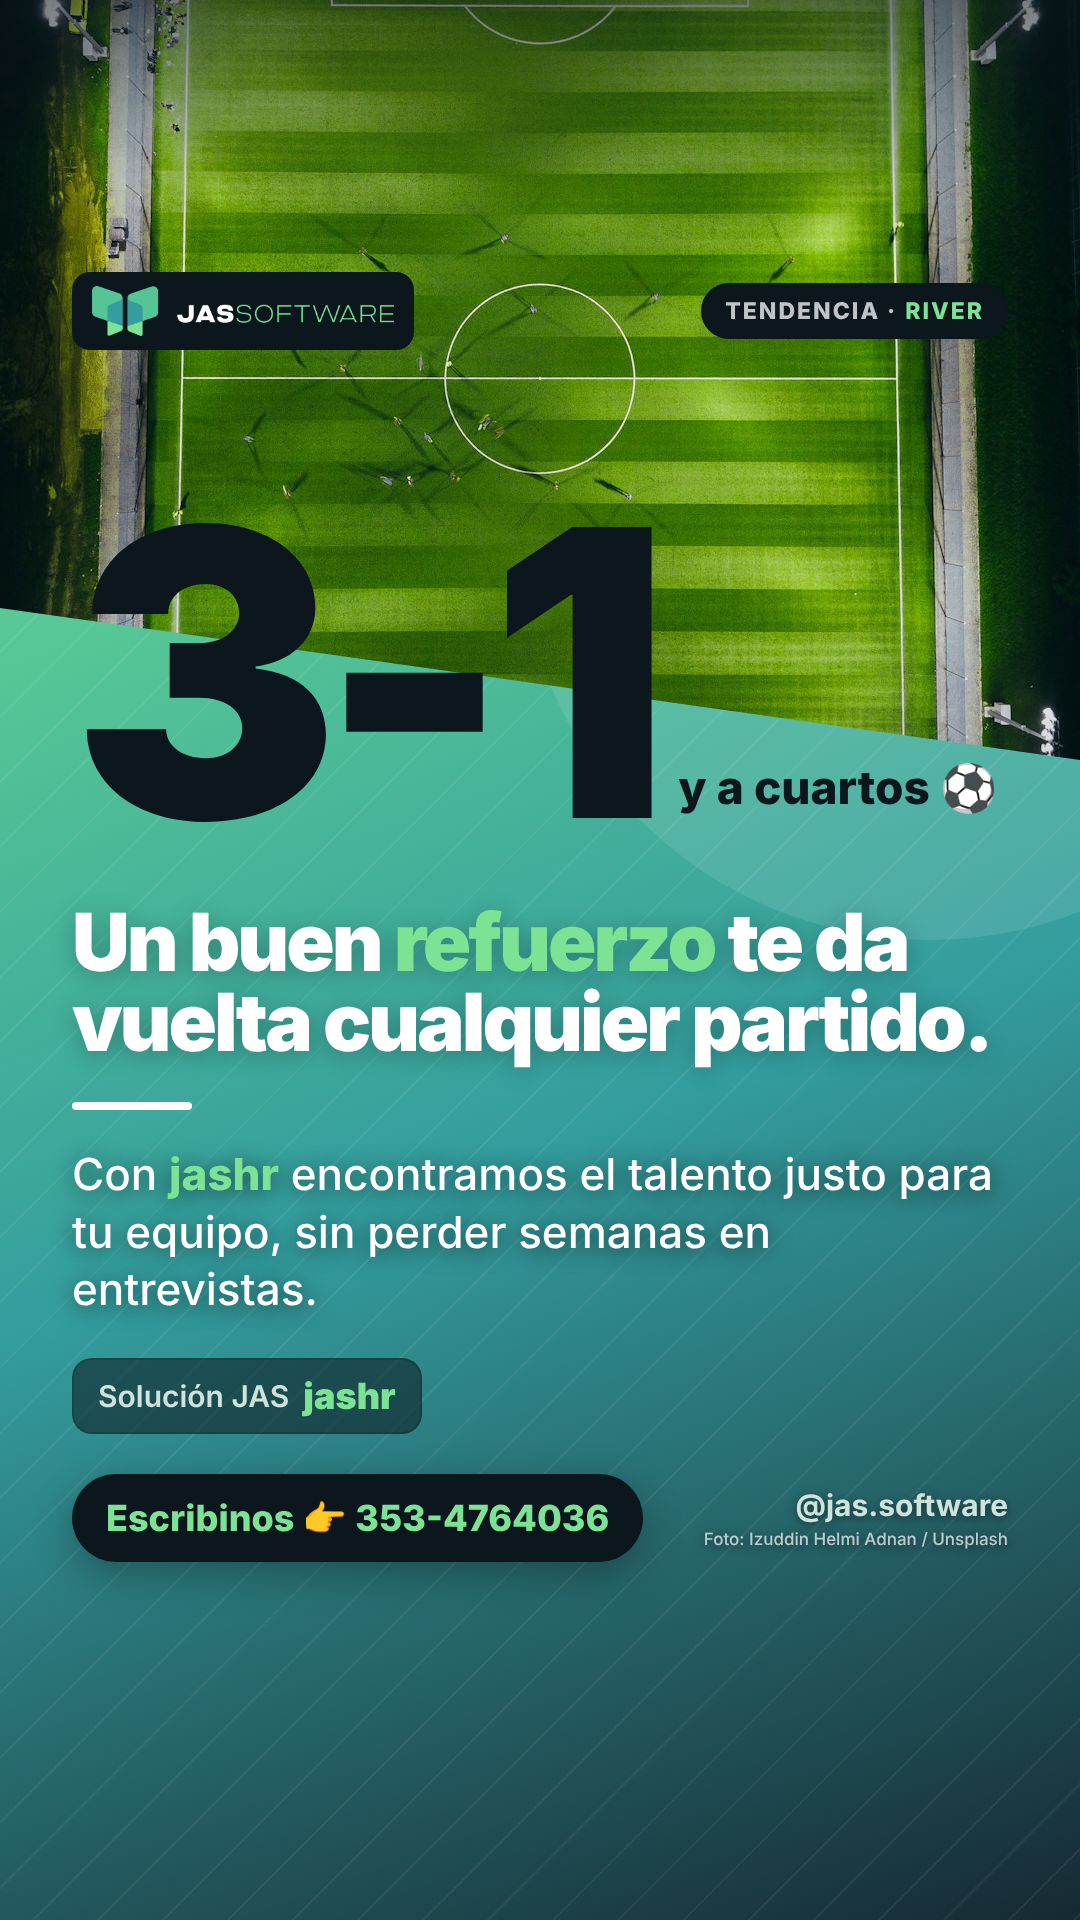 JASSOFTWARE
TENDENCIA · RIVER
3-1
y a cuartos ⚽
Un buen refuerzo te da
vuelta cualquier partido.
Con jashr encontramos el talento justo para
tu equipo, sin perder semanas en
entrevistas.
Solución JAS jashr
Escribinos 👉 353-4764036
@jas.software
Foto: Izuddin Helmi Adnan / Unsplash